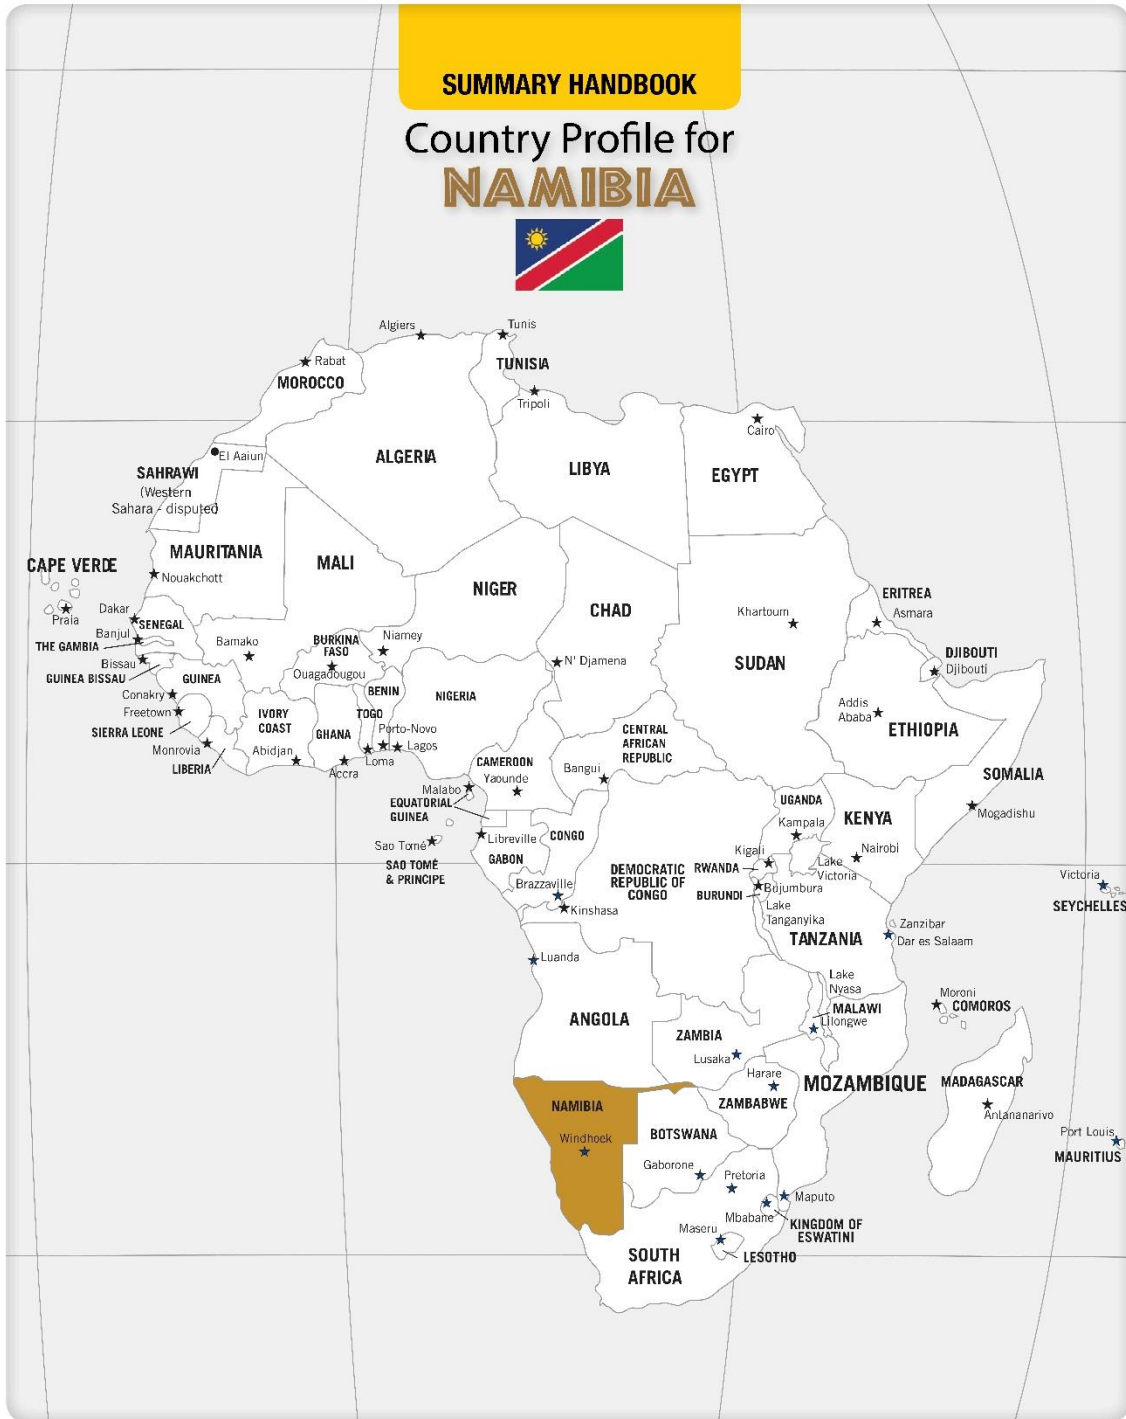 SUMMARY HANDBOOK
Country Profile for
NAMIBIA
Algiers
Tunis
Rabat
TUNISIA
MOROCCO
Tripoli
Cairo
El Aaiun
ALGERIA
LIBYA
EGYPT
SAHRAWI
(Western
Sahara - disputed
MAURITANIA
MALI
CAPE VERDE
Nouakchott
NIGER
CHAD
ERITREA
Praia
Dakar
SENEGAL
Khartoum
Asmara
Banjul
THE GAMBIA
Bamako
BURKINA
FASO
Niamey
SUDAN
DJIBOUTI
Djibouti
Bissau
GUINEA BISSAU
GUINEA
Ouagadougou
N' Djamena
BENIN
NIGERIA
Conakry
Freetown
SIERRA LEONE
IVORY
COAST
GHANA
TOGO
Addis
Ababa
ETHIOPIA
Porto-Novo
Lagos
CENTRAL
AFRICAN
REPUBLIC
Monrovia
LIBERIA
Abidjan
Accra
Loma
CAMEROON
Yaounde
Bangui
SOMALIA
Malabo
EQUATORIAL
GUINEA
UGANDA
Kampala
KENYA
Mogadishu
Sao Tomé
SAO TOMÉ
& PRINCIPE
Libreville
GABON
CONGO
Kigali
RWANDA
Nairobi
Lake
Victoria
DEMOCRATIC
REPUBLIC OF
CONGO
Brazzaville
Kinshasa
BURUNDI
Bujumbura
Lake
Tanganyika
Victoria
SEYCHELLES
TANZANIA
Zanzibar
Dar es Salaam
Luanda
Lake
Nyasa
Moroni
COMOROS
ANGOLA
ZAMBIA
MALAWI
Lilongwe
Lusaka
Harare
MOZAMBIQUE
MADAGASCAR
NAMIBIA
ZAMBABWE
Antananarivo
Windhoek
BOTSWANA
Port Louis
MAURITIUS
Gaborone
Pretoria
Maputo
Mbabane
KINGDOM OF
ESWATINI
Maseru
LESOTHO
SOUTH
AFRICA